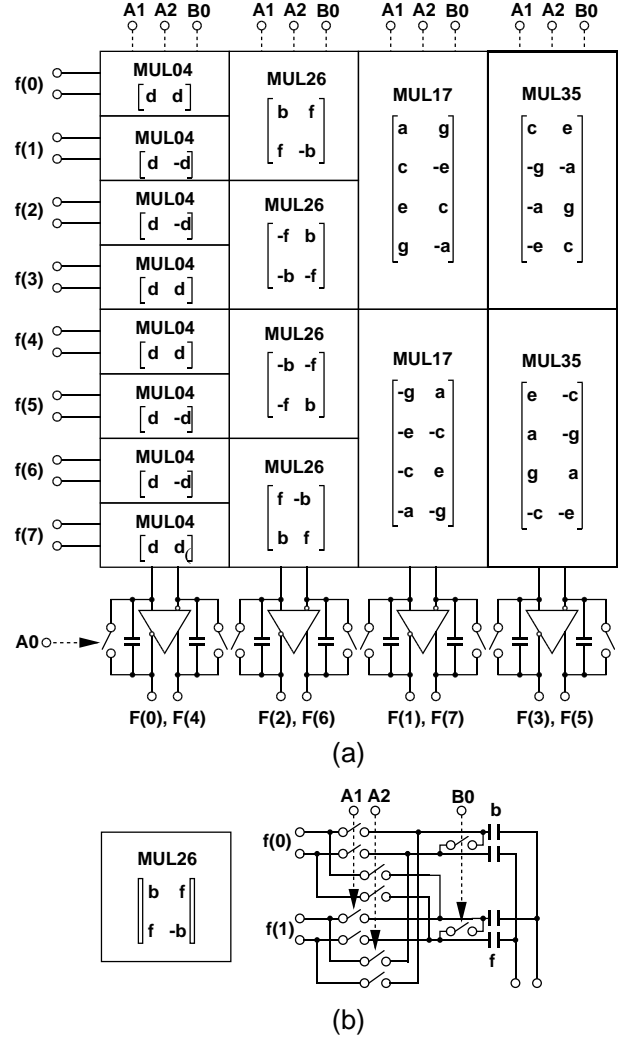 A1 A2 B0 A1 A2 B0 A1 A2 B0 A1 A2 B0
f(0)
f(1)
f(2)
f(3)
f(4)
f(5)
f(6)
f(7)
MUL04
d d
MUL04
d -d
MUL04
d -d
MUL04
d d
MUL04
d d
MUL04
d -d
MUL04
d -d
MUL04
d d
MUL26
b f
f -b
MUL26
-f b
-b -f
MUL26
-b -f
-f b
MUL26
f -b
b f
MUL17
a g
c -e
e c
g -a
MUL17
-g a
-e -c
-c e
-a -g
MUL35
c e
-g -a
-a g
-e c
MUL35
e -c
a -g
g a
-c -e
A0
F(0), F(4) F(2), F(6) F(1), F(7) F(3), F(5)
(a)
MUL26
b f
f -b
A1 A2 B0 b
f(0)
f(1)
f
(b)